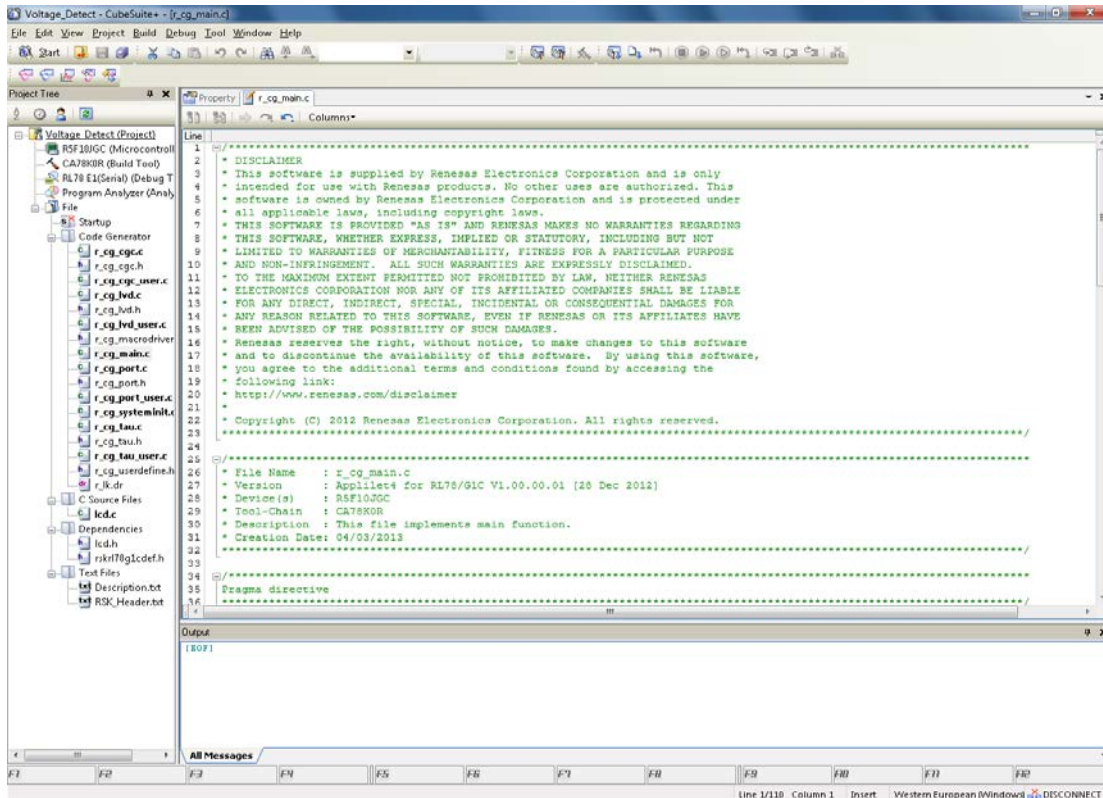 Voltage_Detect - CubeSuite+ - [r_cg_main.c]
File Edit View Project Build Debug Tool Window Help
Start
Project Tree
Property r_cg_main.c
Columns
Voltage_Detect (Project)
R5F10JGC (Microcontroll
CA78K0R (Build Tool)
RL78 E1(Serial) (Debug T
Program Analyzer (Analy
File
Startup
Code Generator
r_cg_cgc.c
r_cg_cgc.h
r_cg_cgc_user.c
r_cg_lvd.c
r_cg_lvd.h
r_cg_lvd_user.c
r_cg_macrodriver
r_cg_main.c
r_cg_port.c
r_cg_port.h
r_cg_port_user.c
r_cg_systeminit.c
r_cg_tau.c
r_cg_tau.h
r_cg_tau_user.c
r_cg_userdefine.h
r_lk.dr
C Source Files
lcd.c
Dependencies
lcd.h
rskrl78g1cdef.h
Text Files
Description.txt
RSK_Header.txt
Line
1 /***********************************************************************************************************************
2 * DISCLAIMER
3 * This software is supplied by Renesas Electronics Corporation and is only
4 * intended for use with Renesas products. No other uses are authorized. This
5 * software is owned by Renesas Electronics Corporation and is protected under
6 * all applicable laws, including copyright laws.
7 * THIS SOFTWARE IS PROVIDED "AS IS" AND RENESAS MAKES NO WARRANTIES REGARDING
8 * THIS SOFTWARE, WHETHER EXPRESS, IMPLIED OR STATUTORY, INCLUDING BUT NOT
9 * LIMITED TO WARRANTIES OF MERCHANTABILITY, FITNESS FOR A PARTICULAR PURPOSE
10 * AND NON-INFRINGEMENT. ALL SUCH WARRANTIES ARE EXPRESSLY DISCLAIMED.
11 * TO THE MAXIMUM EXTENT PERMITTED NOT PROHIBITED BY LAW, NEITHER RENESAS
12 * ELECTRONICS CORPORATION NOR ANY OF ITS AFFILIATED COMPANIES SHALL BE LIABLE
13 * FOR ANY DIRECT, INDIRECT, SPECIAL, INCIDENTAL OR CONSEQUENTIAL DAMAGES FOR
14 * ANY REASON RELATED TO THIS SOFTWARE, EVEN IF RENESAS OR ITS AFFILIATES HAVE
15 * BEEN ADVISED OF THE POSSIBILITY OF SUCH DAMAGES.
16 * Renesas reserves the right, without notice, to make changes to this software
17 * and to discontinue the availability of this software. By using this software,
18 * you agree to the additional terms and conditions found by accessing the
19 * following link:
20 * http://www.renesas.com/disclaimer
21 *
22 * Copyright (C) 2012 Renesas Electronics Corporation. All rights reserved.
23 ***********************************************************************************************************************/
24
25 /***********************************************************************************************************************
26 * File Name : r_cg_main.c
27 * Version : Applilet4 for RL78/G1C V1.00.00.01 [28 Dec 2012]
28 * Device(s) : R5F10JGC
29 * Tool-Chain : CA78K0R
30 * Description : This file implements main function.
31 * Creation Date: 04/03/2013
32 ***********************************************************************************************************************/
33
34 /***********************************************************************************************************************
35 Pragma directive
36 ***********************************************************************************************************************/
Output
[EOF]
All Messages
F1 F2 F3 F4 F5 F6 F7 F8 F9 F10 F11 F12
Line 1/110 Column 1 Insert Western European (Windows) DISCONNECT